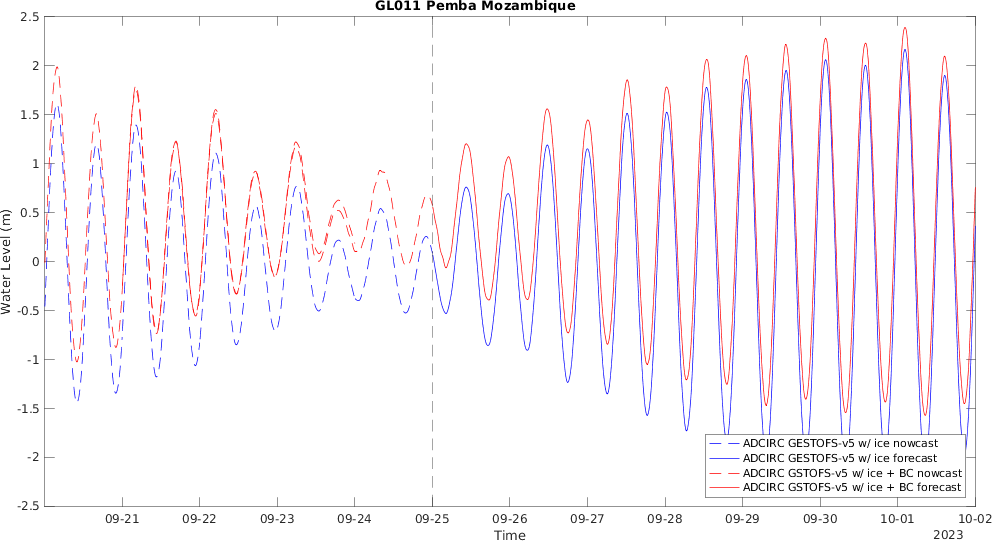 GL011 Pemba Mozambique
2.5
2
1.5
1
0.5
0
-0.5
-1
-1.5
-2
-2.5
Water Level (m)
ADCIRC GESTOFS-v5 w/ ice nowcast
ADCIRC GESTOFS-v5 w/ ice forecast
ADCIRC GSTOFS-v5 w/ ice + BC nowcast
ADCIRC GSTOFS-v5 w/ ice + BC forecast
09-21 09-22 09-23 09-24 09-25 09-26 09-27 09-28 09-29 09-30 10-01 10-02
Time
2023